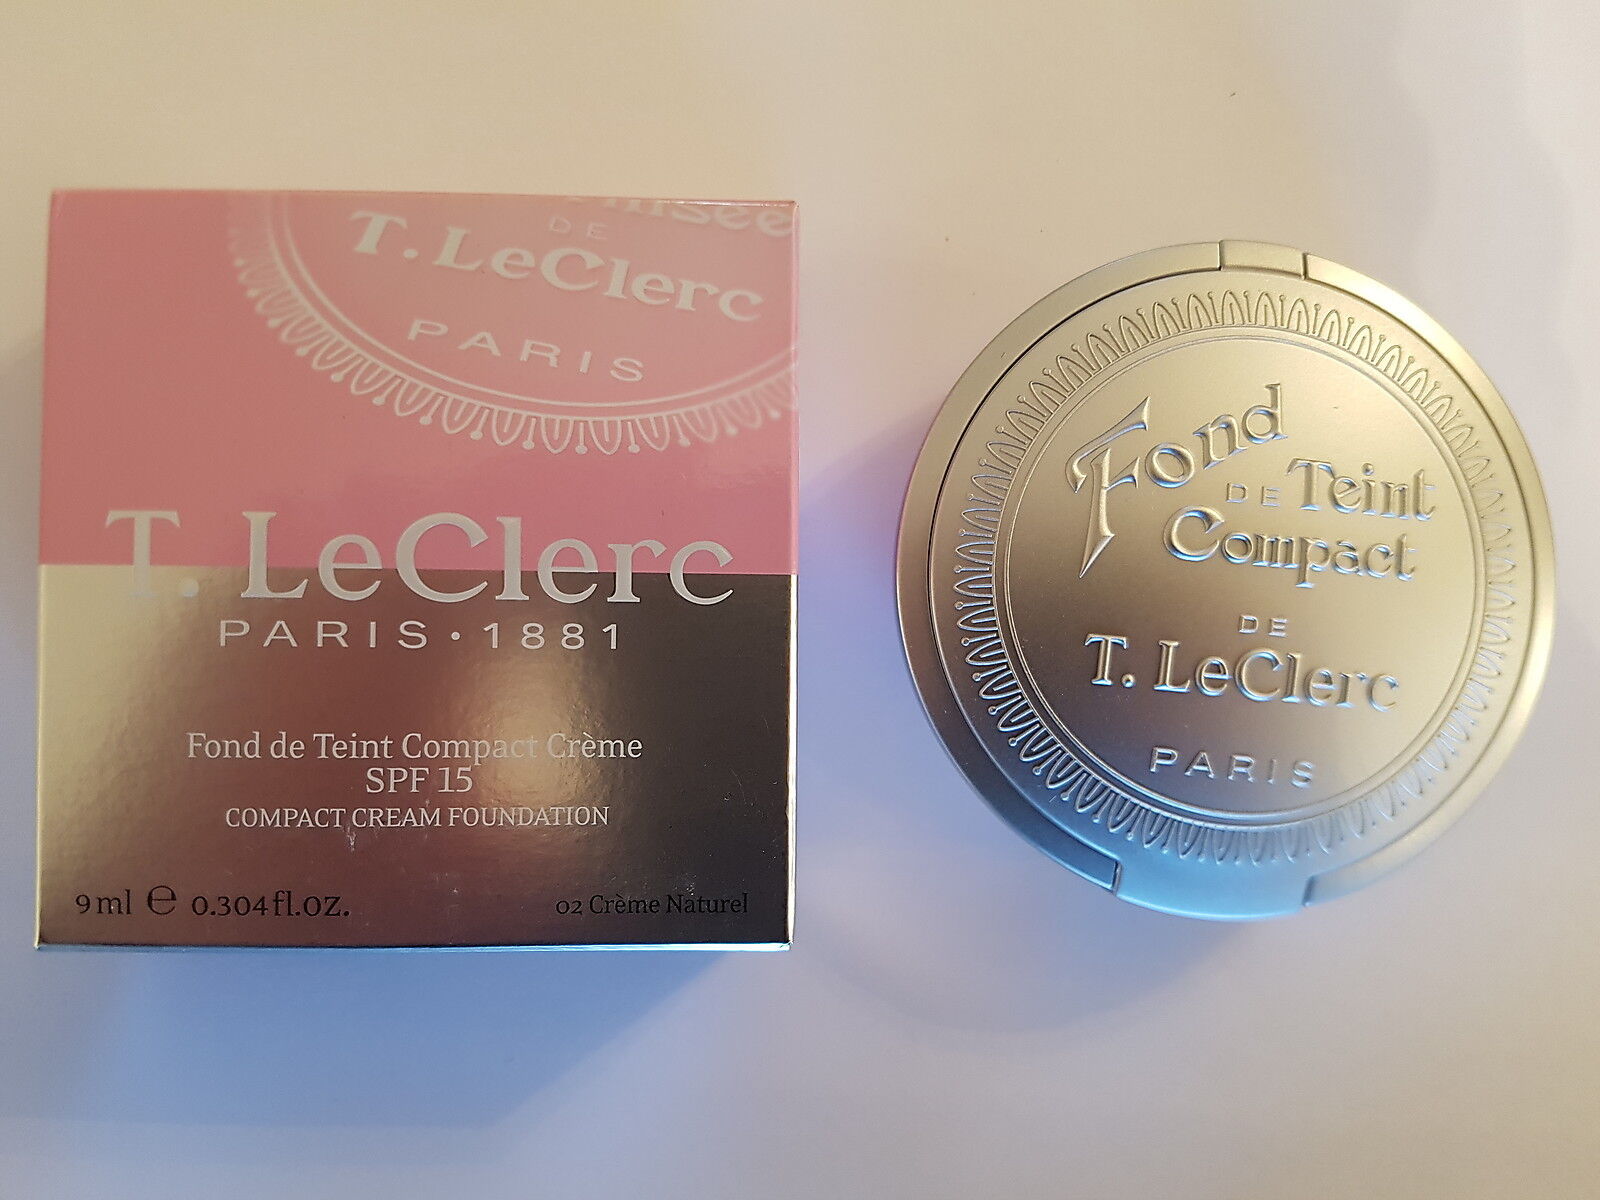 DE
T.LeClerc
PARIS
T. LeClerc
PARIS · 1881
Fond de Teint Compact Crème
SPF 15
COMPACT CREAM FOUNDATION
9 ml ℮ 0.304 fl.oz.
02 Crème Naturel
Fond
DE Teint
Compact
DE
T. LeClerc
PARIS